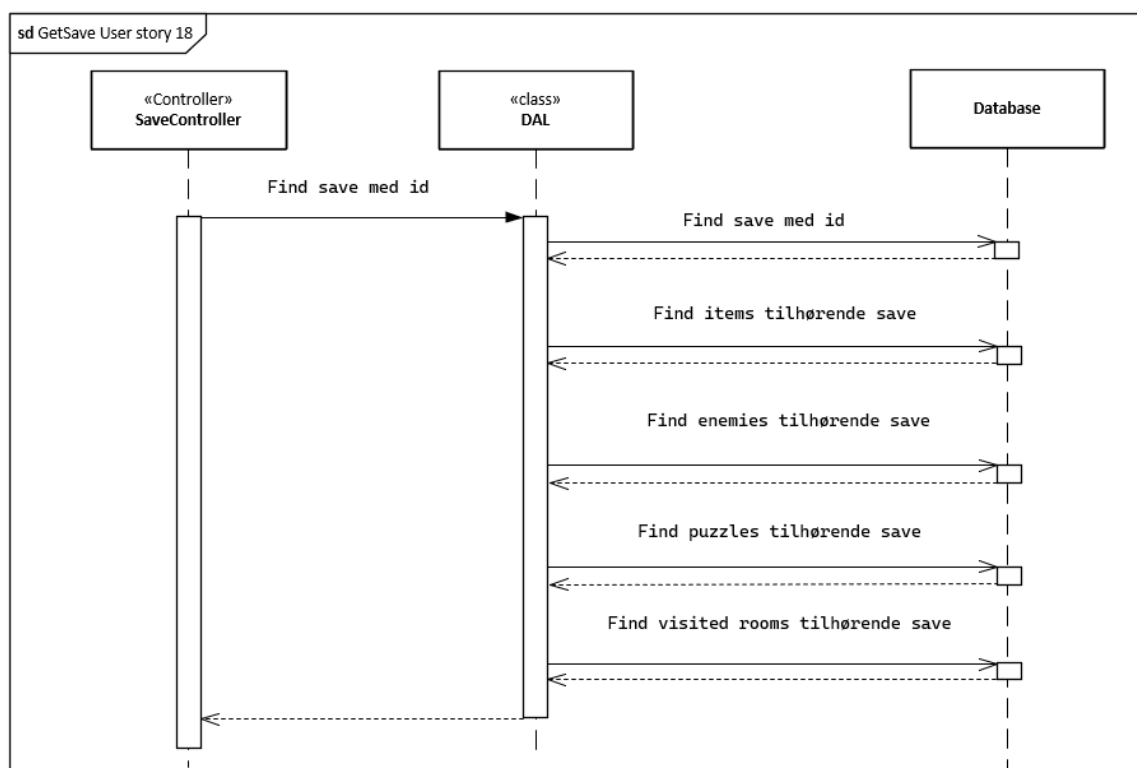 sd GetSave User story 18
«Controller»
SaveController
«class»
DAL
Database
Find save med id
Find save med id
Find items tilhørende save
Find enemies tilhørende save
Find puzzles tilhørende save
Find visited rooms tilhørende save